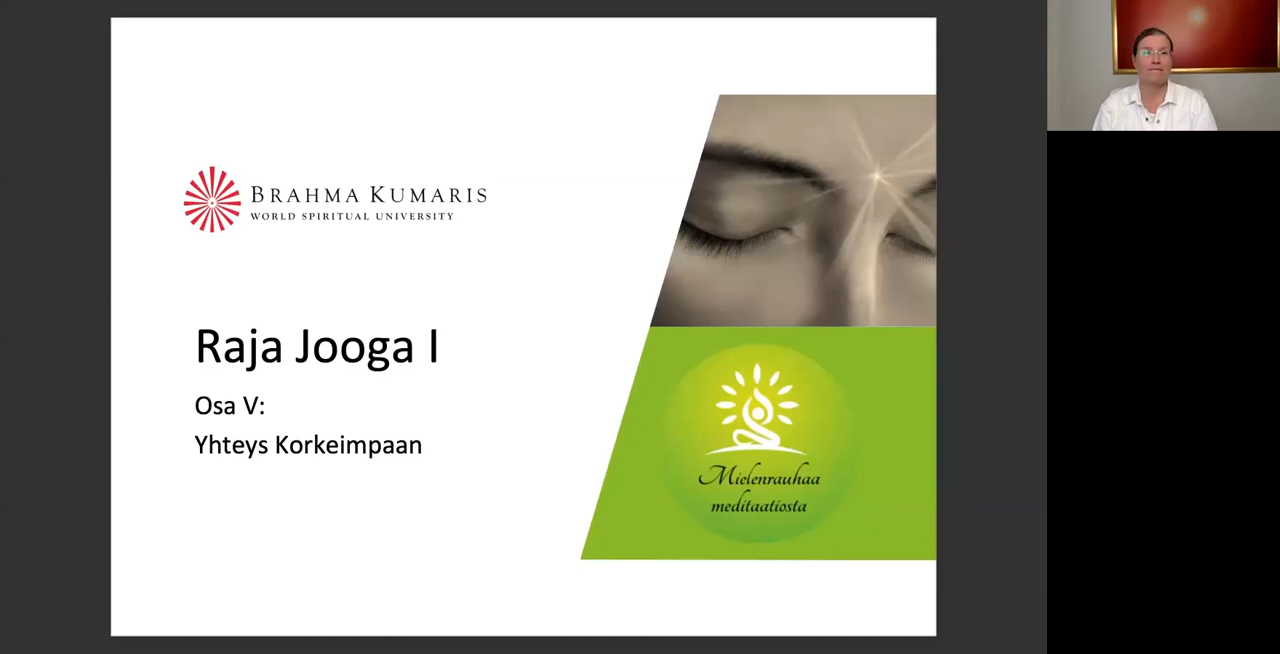 BRAHMA KUMARIS
WORLD SPIRITUAL UNIVERSITY
Raja Jooga I
Osa V:
Yhteys Korkeimpaan
Mielenrauhaa
meditaatiosta